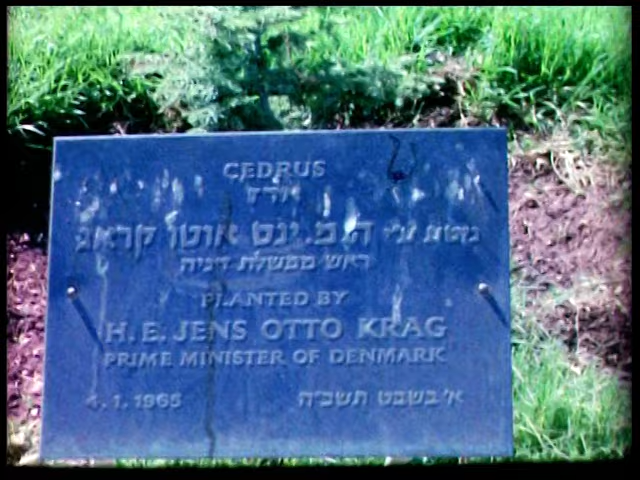 CEDRUS
ארז
ניטע ע״י ה.מ. ינס אוטו קראג
ראש ממשלת דניה
PLANTED BY
H.E. JENS OTTO KRAG
PRIME MINISTER OF DENMARK
4.1.1965 א׳ בשבט תשכ״ה